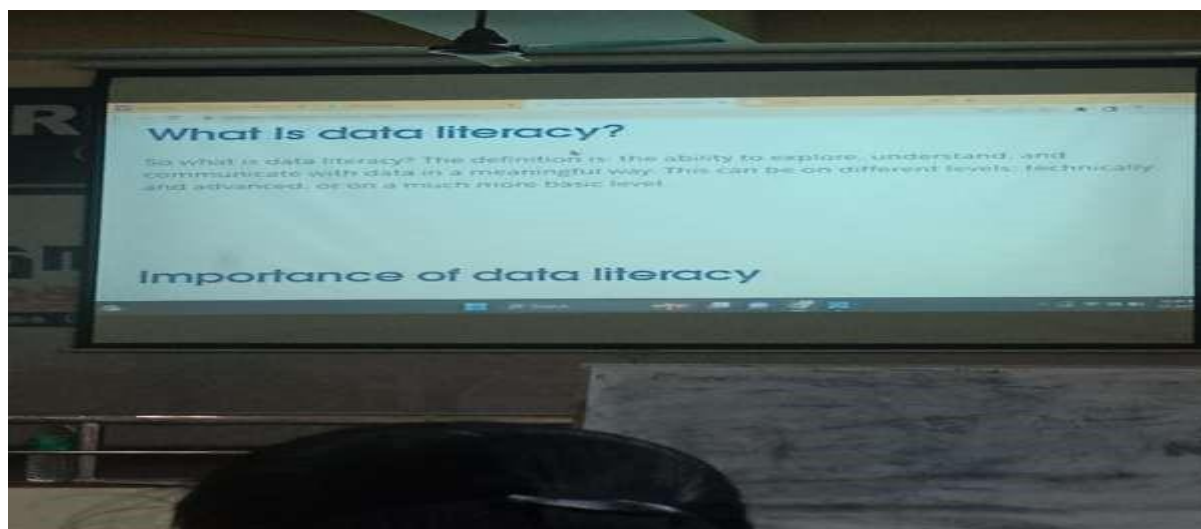 R
What is data literacy?
So what is data literacy? The definition is: the ability to explore, understand, and
communicate with data in a meaningful way. This can be on different levels: technically
and advanced, or on a much more basic level.
Importance of data literacy